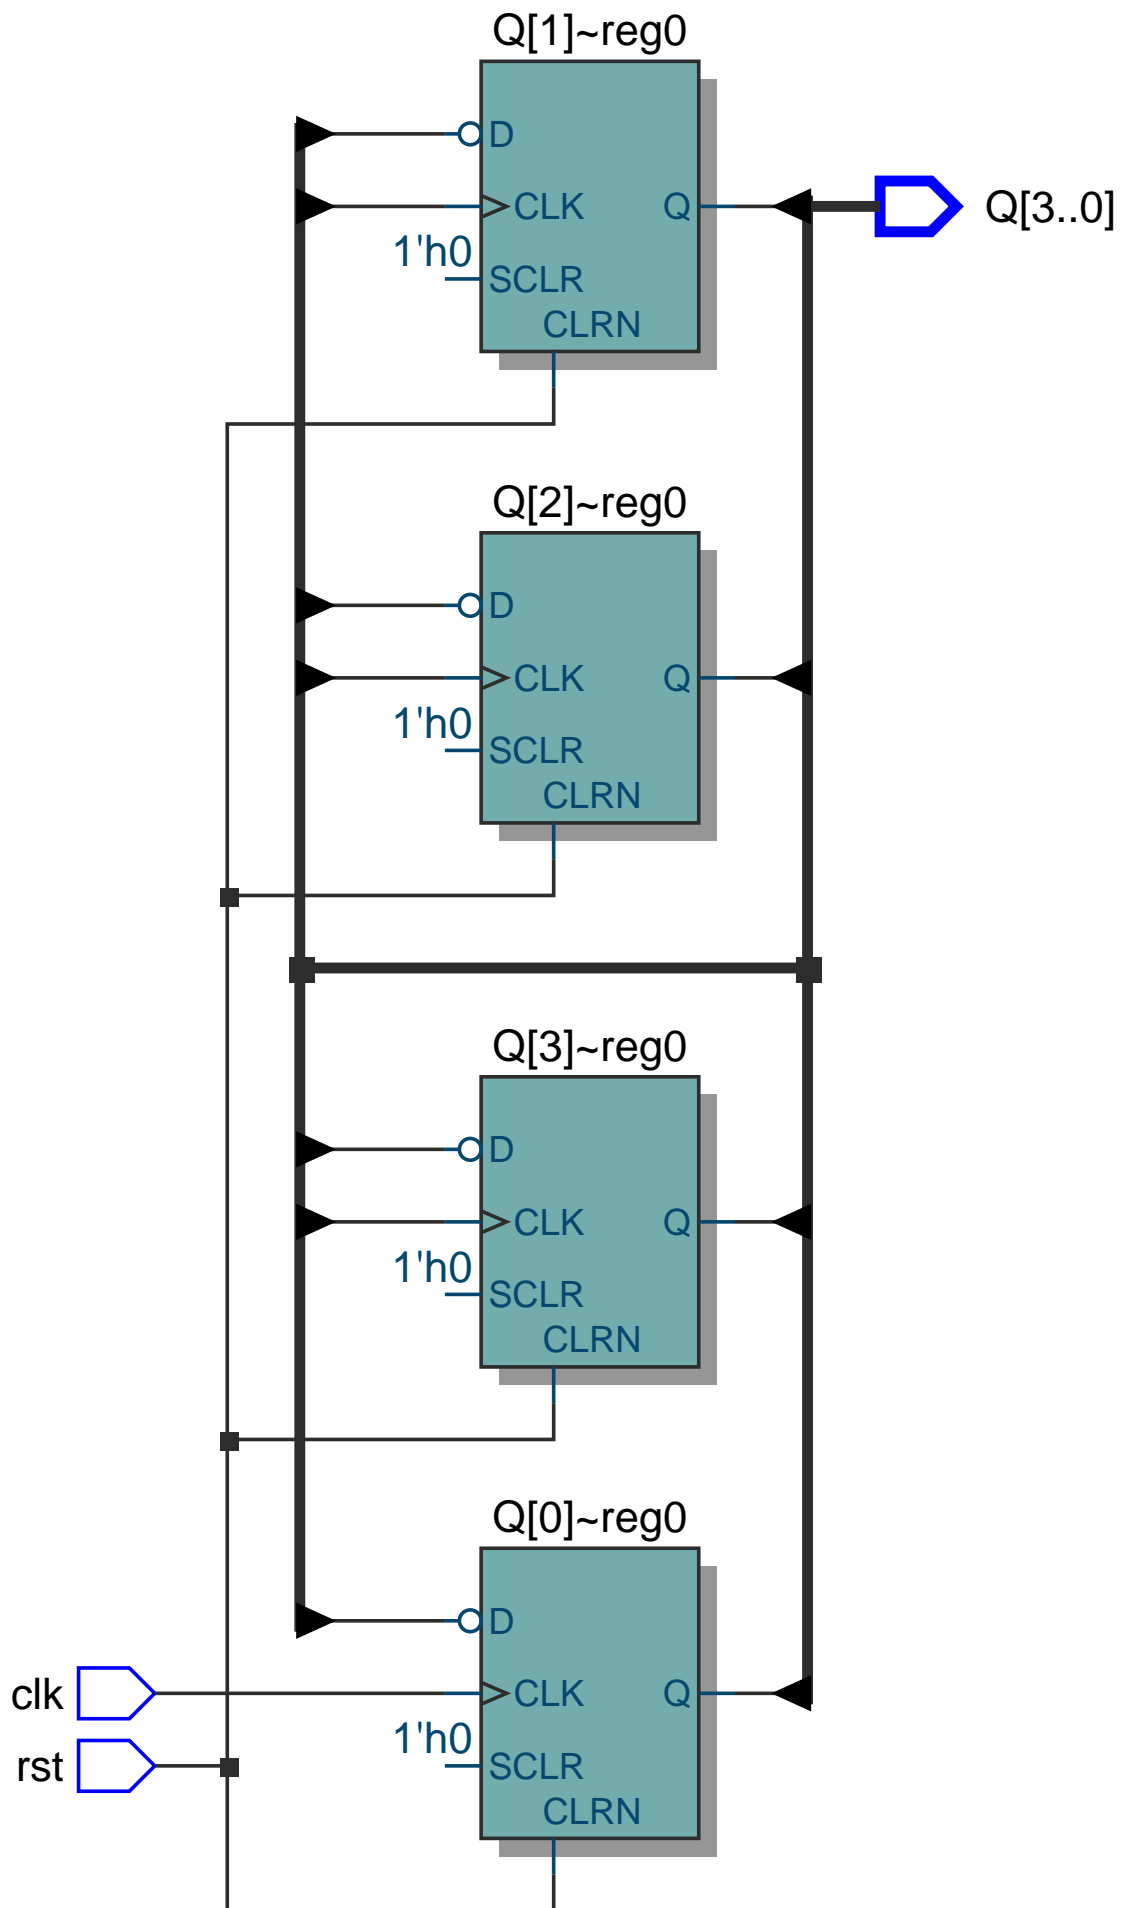 Q[1]~reg0
D
CLK
Q
1'h0
SCLR
CLRN
Q[3..0]
Q[2]~reg0
D
CLK
Q
1'h0
SCLR
CLRN
Q[3]~reg0
D
CLK
Q
1'h0
SCLR
CLRN
Q[0]~reg0
D
clk
CLK
Q
1'h0
rst
SCLR
CLRN